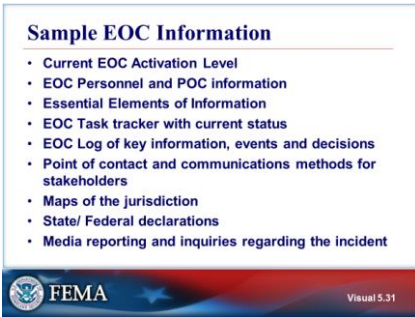 Sample EOC Information
• Current EOC Activation Level
• EOC Personnel and POC information
• Essential Elements of Information
• EOC Task tracker with current status
• EOC Log of key information, events and decisions
• Point of contact and communications methods for
stakeholders
• Maps of the jurisdiction
• State/ Federal declarations
• Media reporting and inquiries regarding the incident
FEMA
Visual 5.31